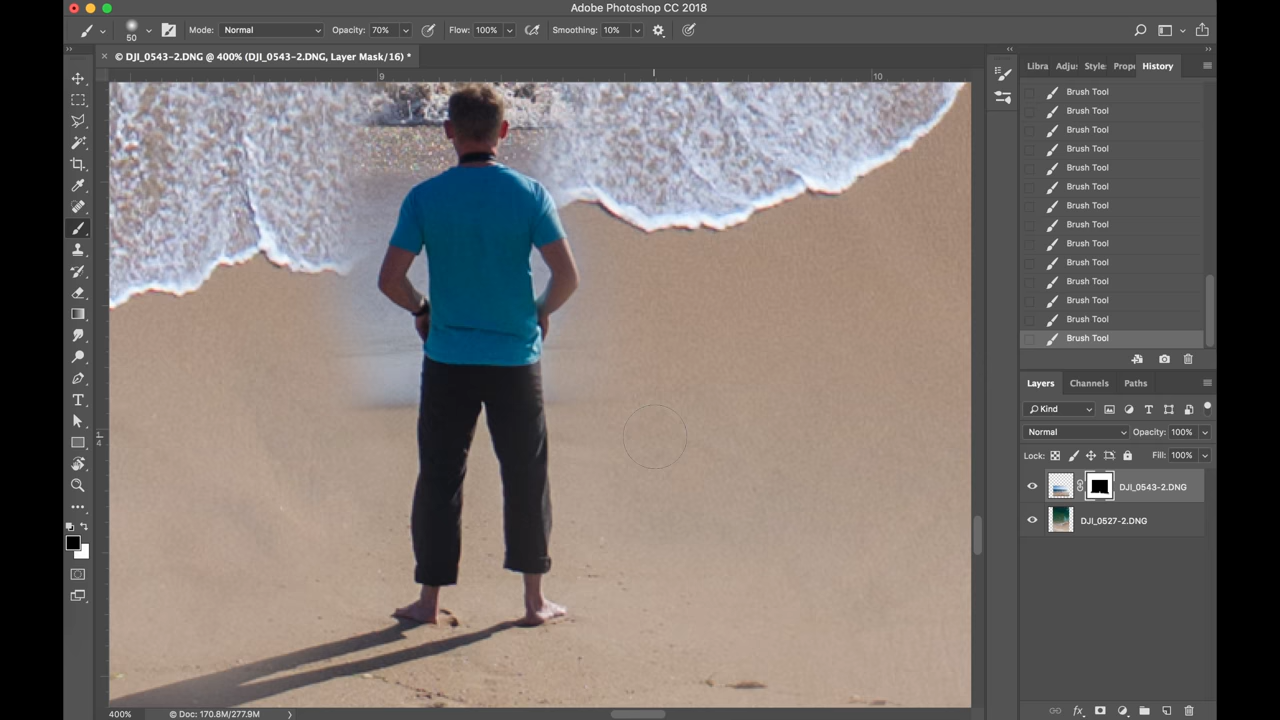 Adobe Photoshop CC 2018
50 Mode: Normal Opacity: 70% Flow: 100% Smoothing: 10%
× © DJI_0543-2.DNG @ 400% (DJI_0543-2.DNG, Layer Mask/16) *
9 10
Libra Adju Style Prope History
Brush Tool
Brush Tool
Brush Tool
Brush Tool
Brush Tool
Brush Tool
Brush Tool
Brush Tool
Brush Tool
Brush Tool
Brush Tool
Brush Tool
Brush Tool
Brush Tool
Layers Channels Paths
Kind
Normal Opacity: 100%
Lock: Fill: 100%
DJI_0543-2.DNG
DJI_0527-2.DNG
1
4
400% © Doc: 170.8M/277.9M
fx